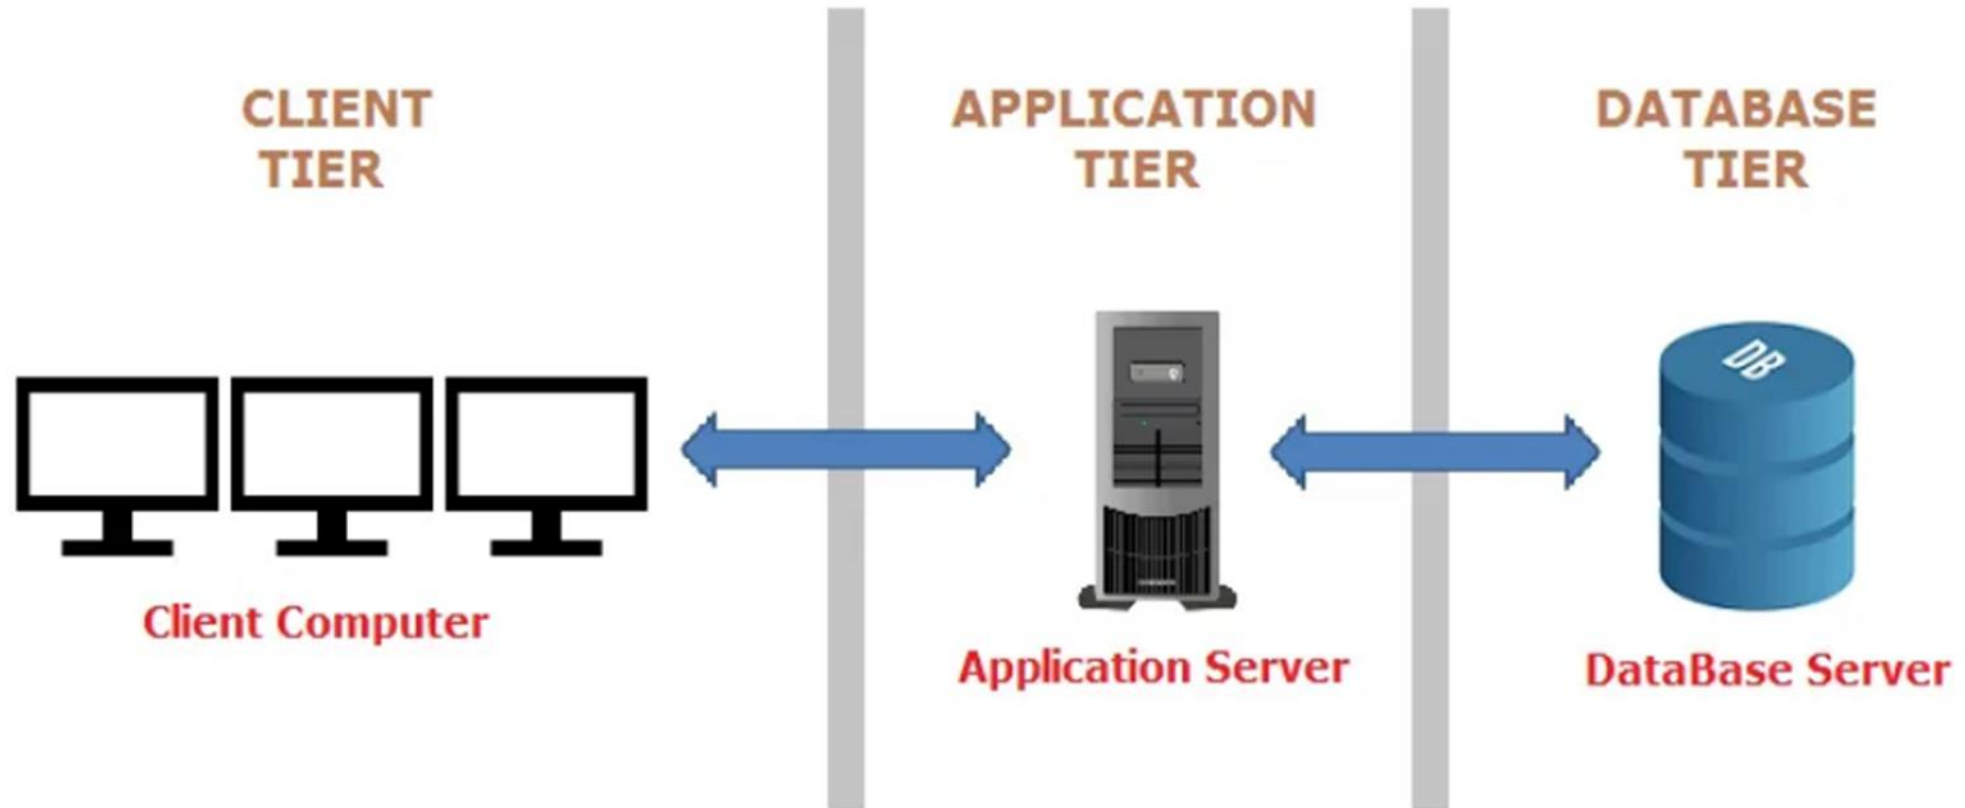 CLIENT
TIER
APPLICATION
TIER
DATABASE
TIER
DB
Client Computer
Application Server
DataBase Server